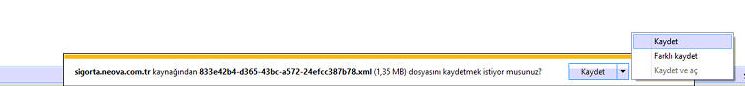 Kaydet
Farklı kaydet
Kaydet ve aç
sigorta.neova.com.tr kaynağından 833e42b4-d365-43bc-a572-24efcc387b78.xml (1,35 MB) dosyasını kaydetmek istiyor musunuz? Kaydet